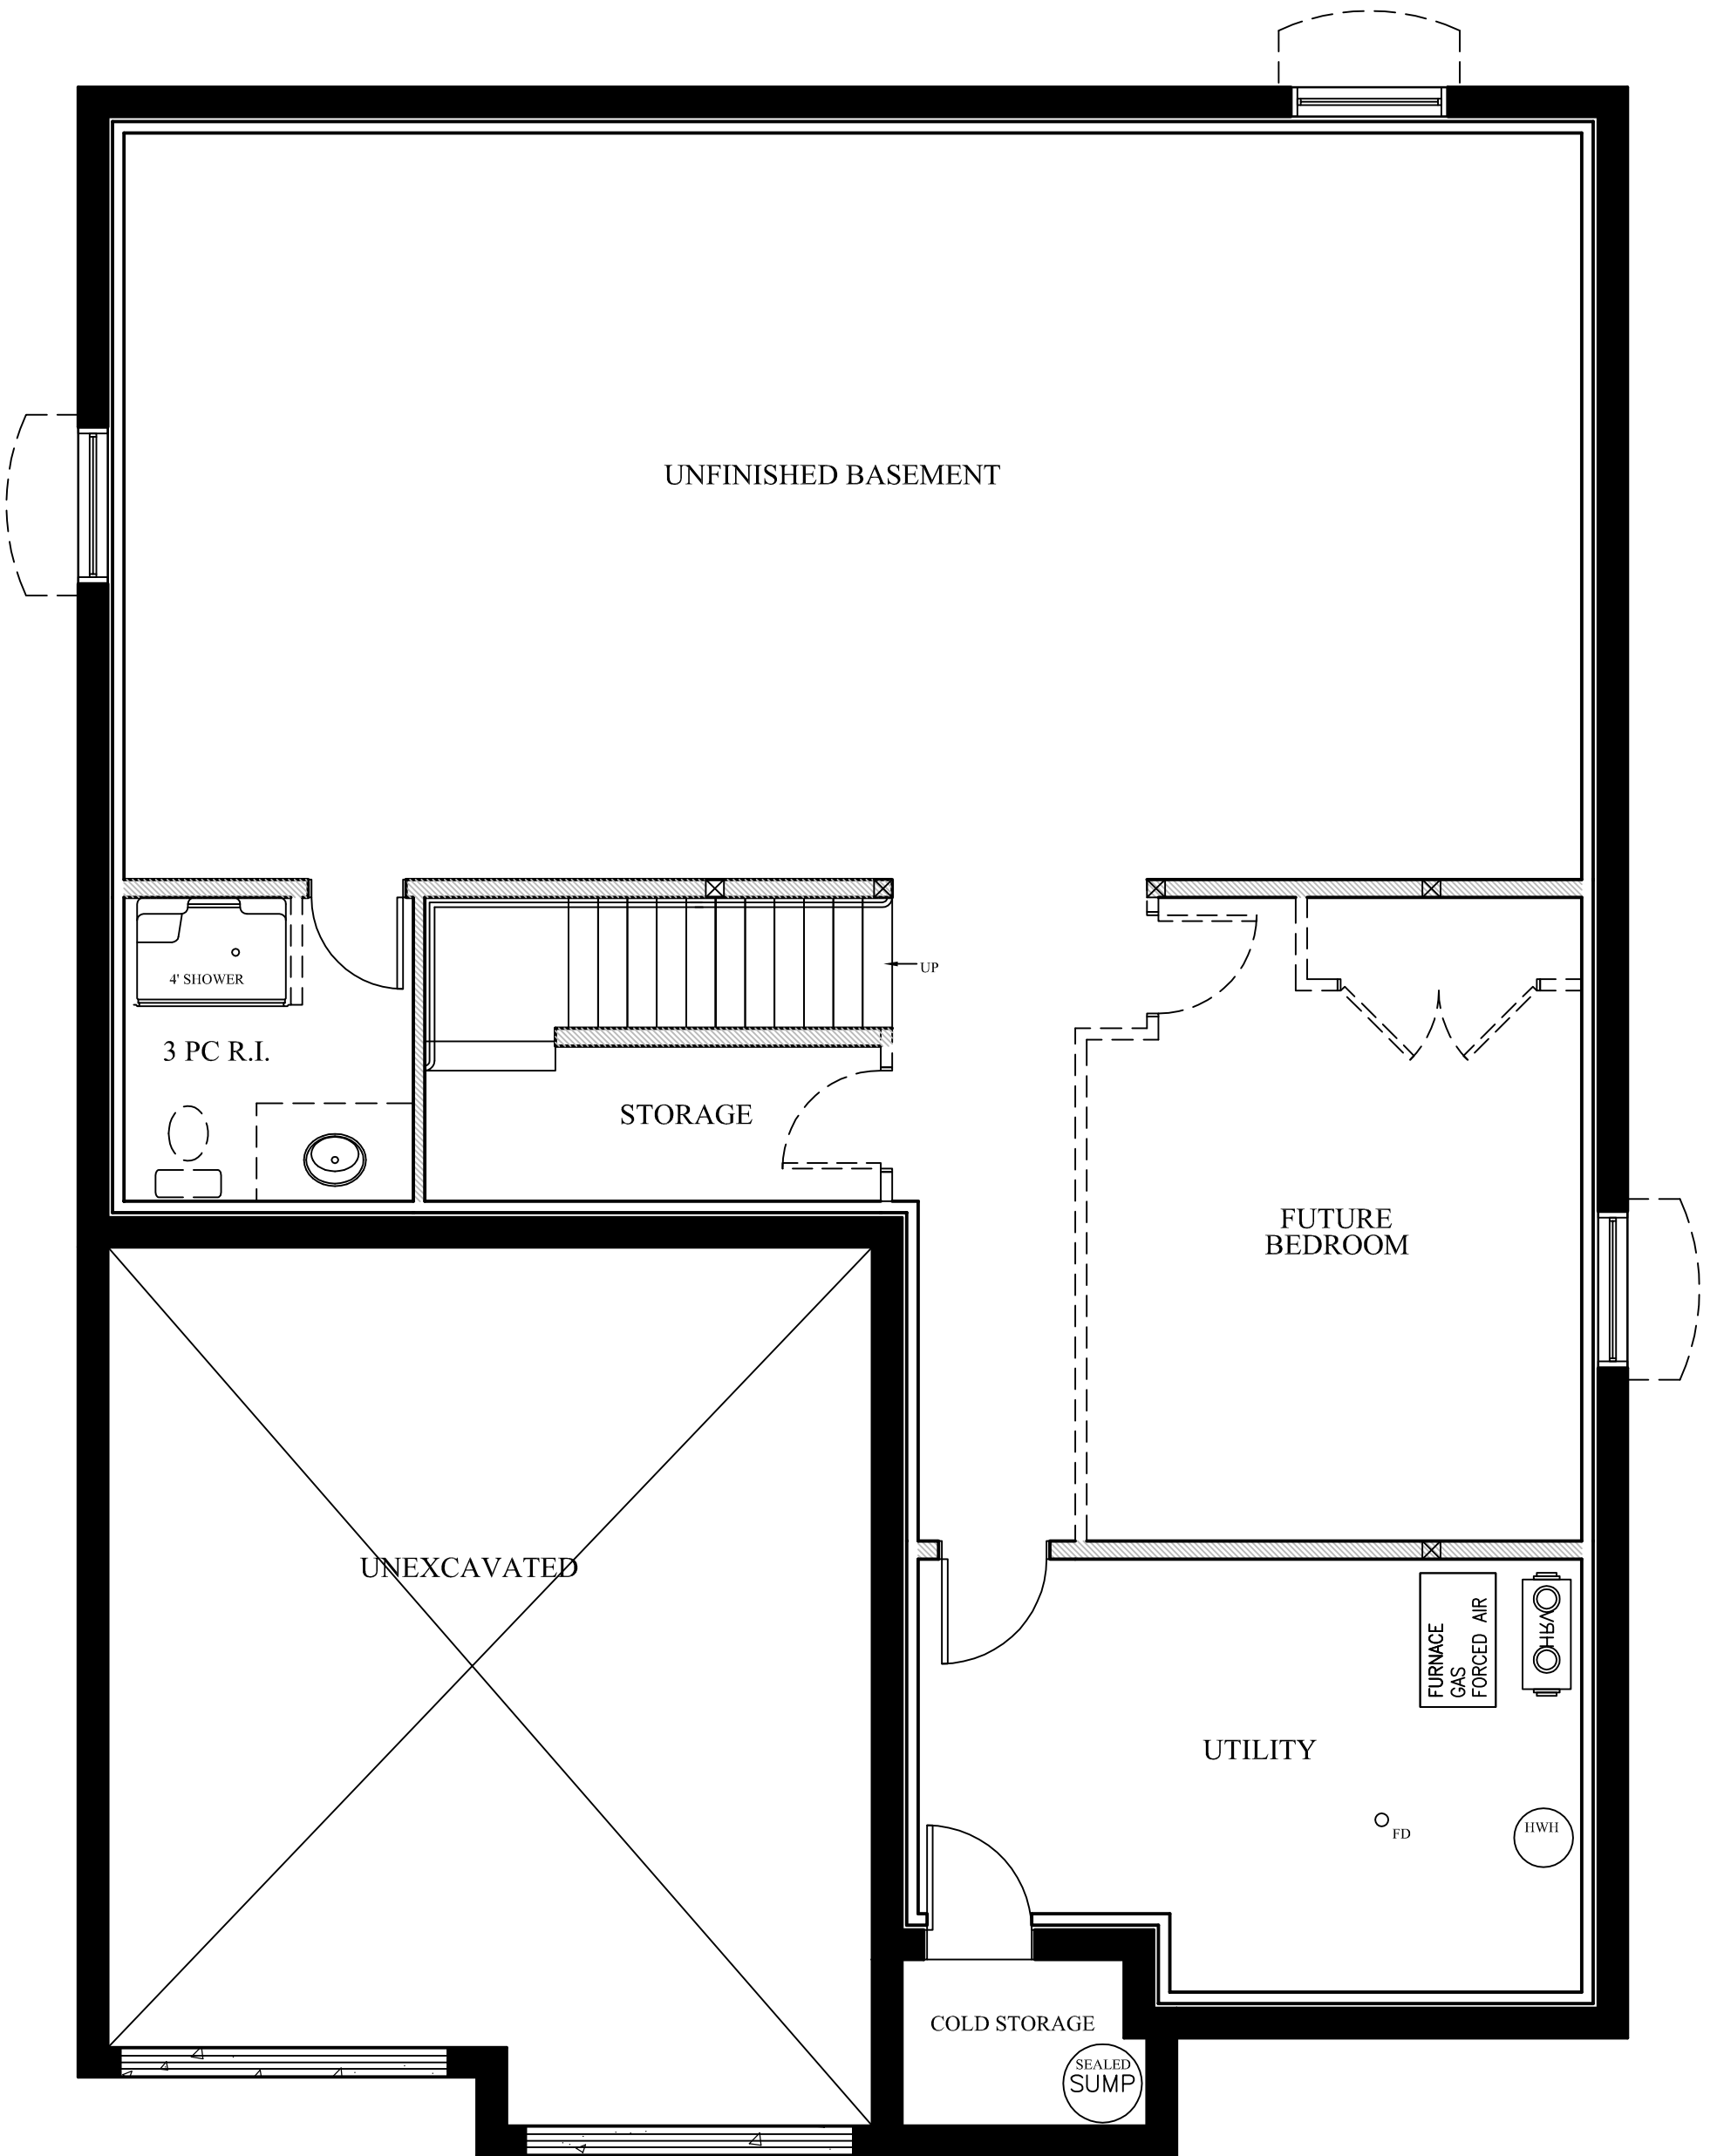 UNFINISHED BASEMENT
UP
4' SHOWER
3 PC R.I.
STORAGE
FUTURE
BEDROOM
UNEXCAVATED
FURNACE
GAS
FORCED AIR
HRV
UTILITY
FD
HWH
COLD STORAGE
SEALED
SUMP